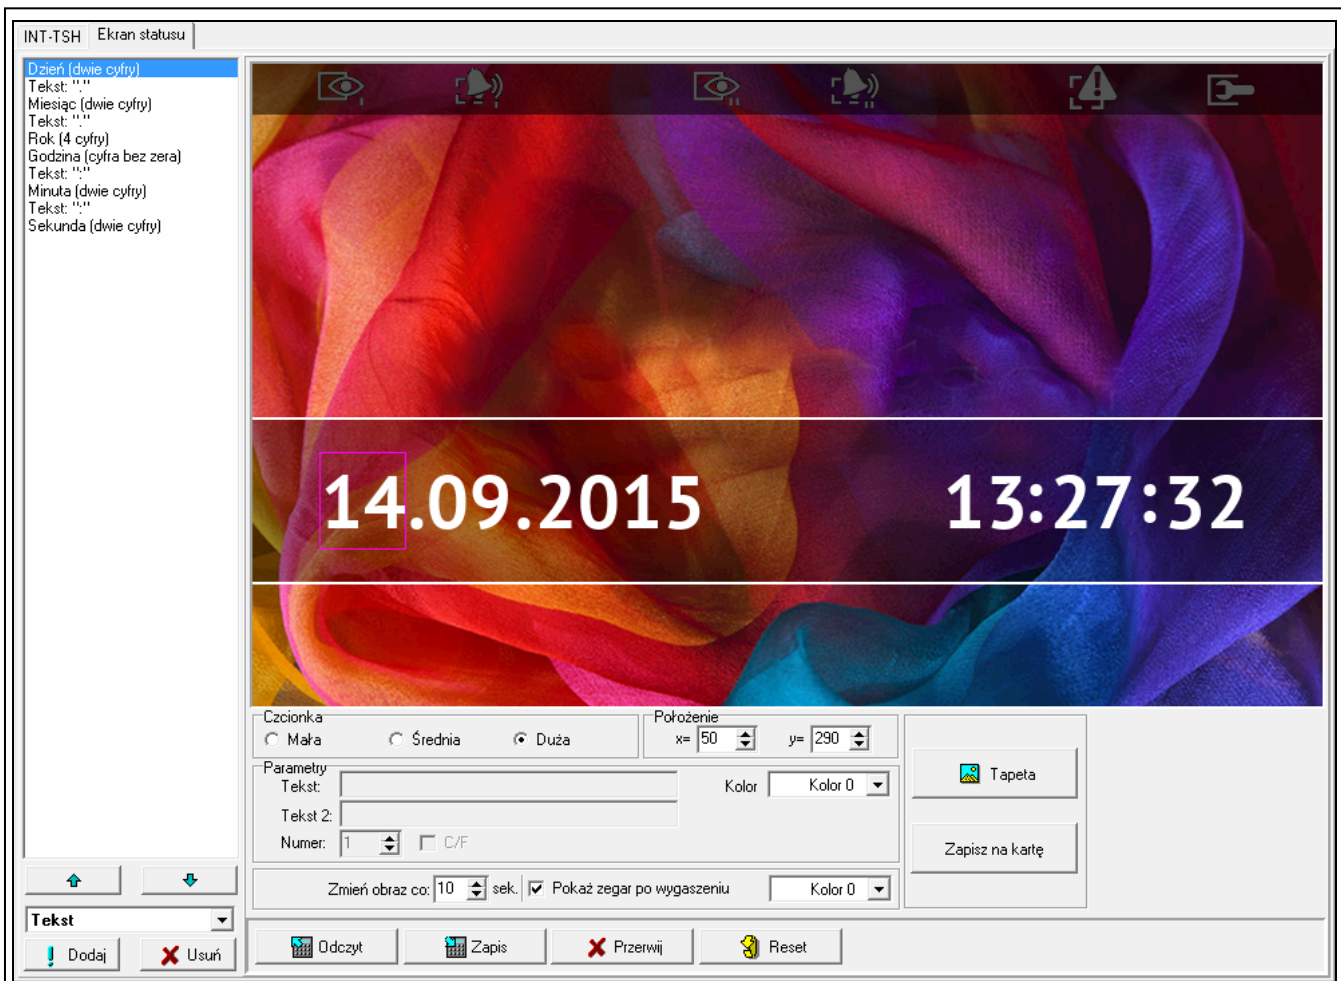 INT-TSH Ekran statusu
Dzień (dwie cyfry)
Tekst: "."
Miesiąc (dwie cyfry)
Tekst: "."
Rok (4 cyfry)
Godzina (cyfra bez zera)
Tekst: ":"
Minuta (dwie cyfry)
Tekst: ":"
Sekunda (dwie cyfry)
14.09.2015 13:27:32
Czcionka
Mała Średnia Duża
Położenie
x= 50 y= 290
Parametry
Tekst:
Kolor Kolor 0
Tekst 2:
Numer: 1 C/F
Zmień obraz co: 10 sek. Pokaż zegar po wygaszeniu Kolor 0
Tapeta
Zapisz na kartę
Tekst
Dodaj Usuń
Odczyt Zapis Przerwij Reset